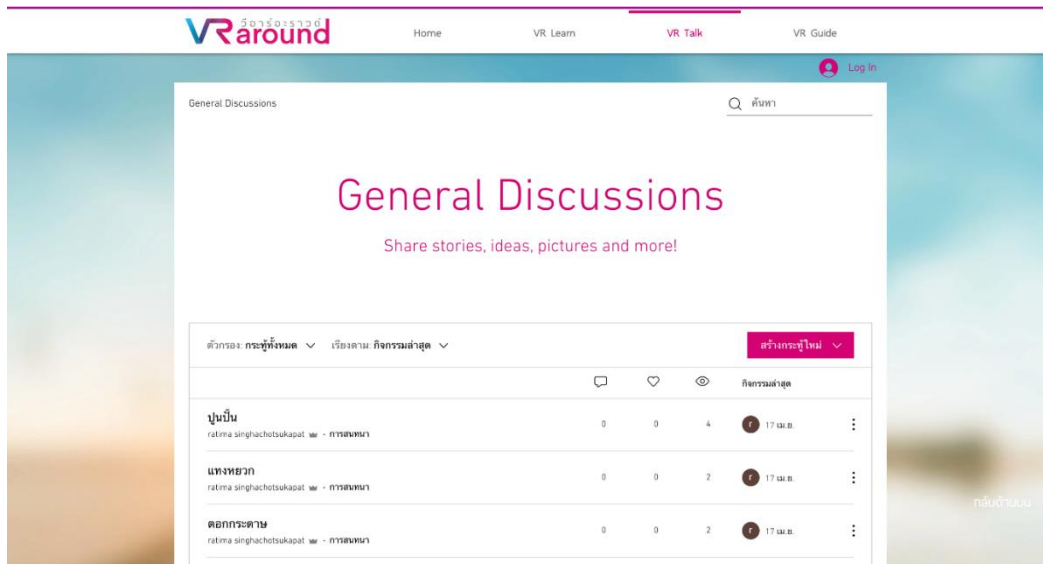 วีอาร์อะราวด์
VRaround
Home
VR Learn
VR Talk
VR Guide
Log In
General Discussions
ค้นหา
General Discussions
Share stories, ideas, pictures and more!
ตัวกรอง: กระทู้ทั้งหมด เรียงตาม: กิจกรรมล่าสุด สร้างกระทู้ใหม่
กิจกรรมล่าสุด
ปูนปั้น
0 0 4 r 17 เม.ย.
ratima singhachotsukapat - การสนทนา
แทงหยวก
0 0 2 r 17 เม.ย.
ratima singhachotsukapat - การสนทนา
กลับด้านบน
ตอกกระดาษ
0 0 2 r 17 เม.ย.
ratima singhachotsukapat - การสนทนา